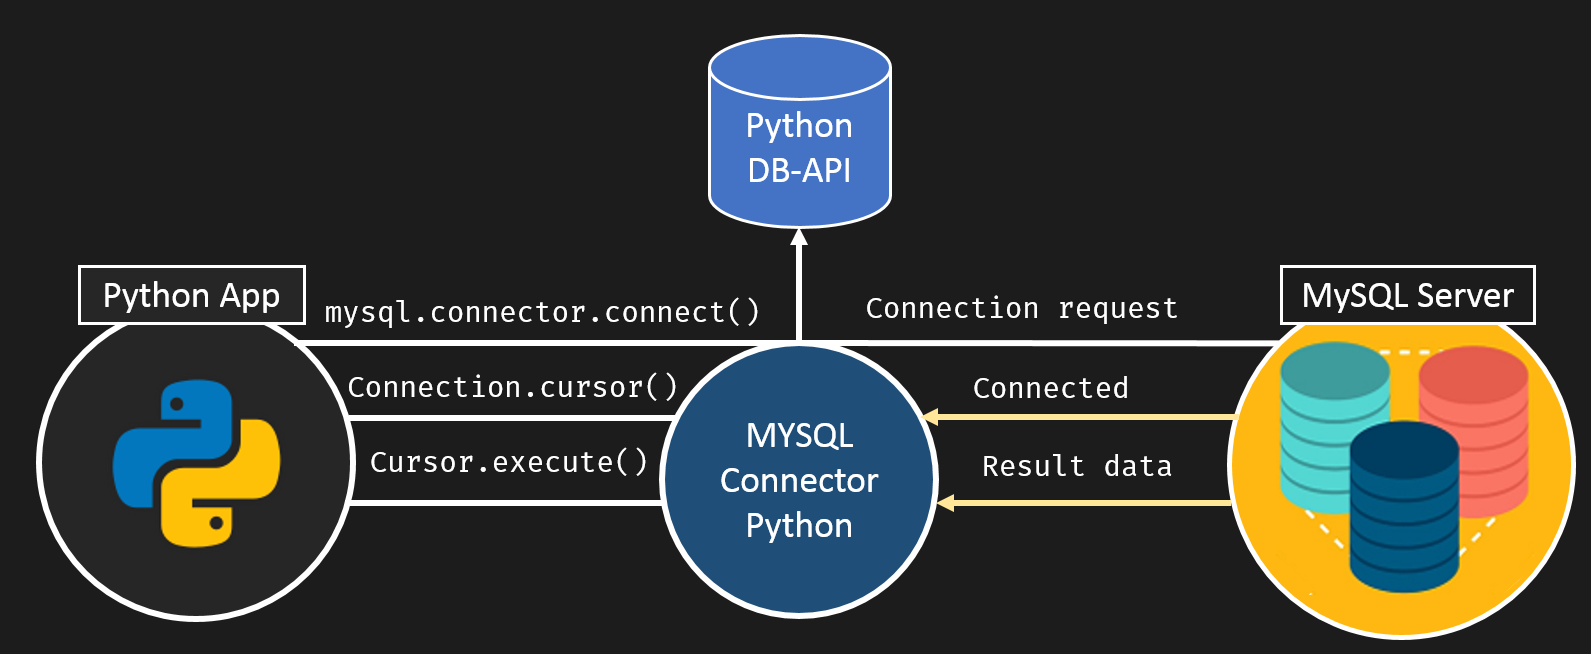 Python
DB-API
Python App
MySQL Server
mysql.connector.connect()
Connection request
Connection.cursor()
Connected
Cursor.execute()
Result data
MYSQL
Connector
Python